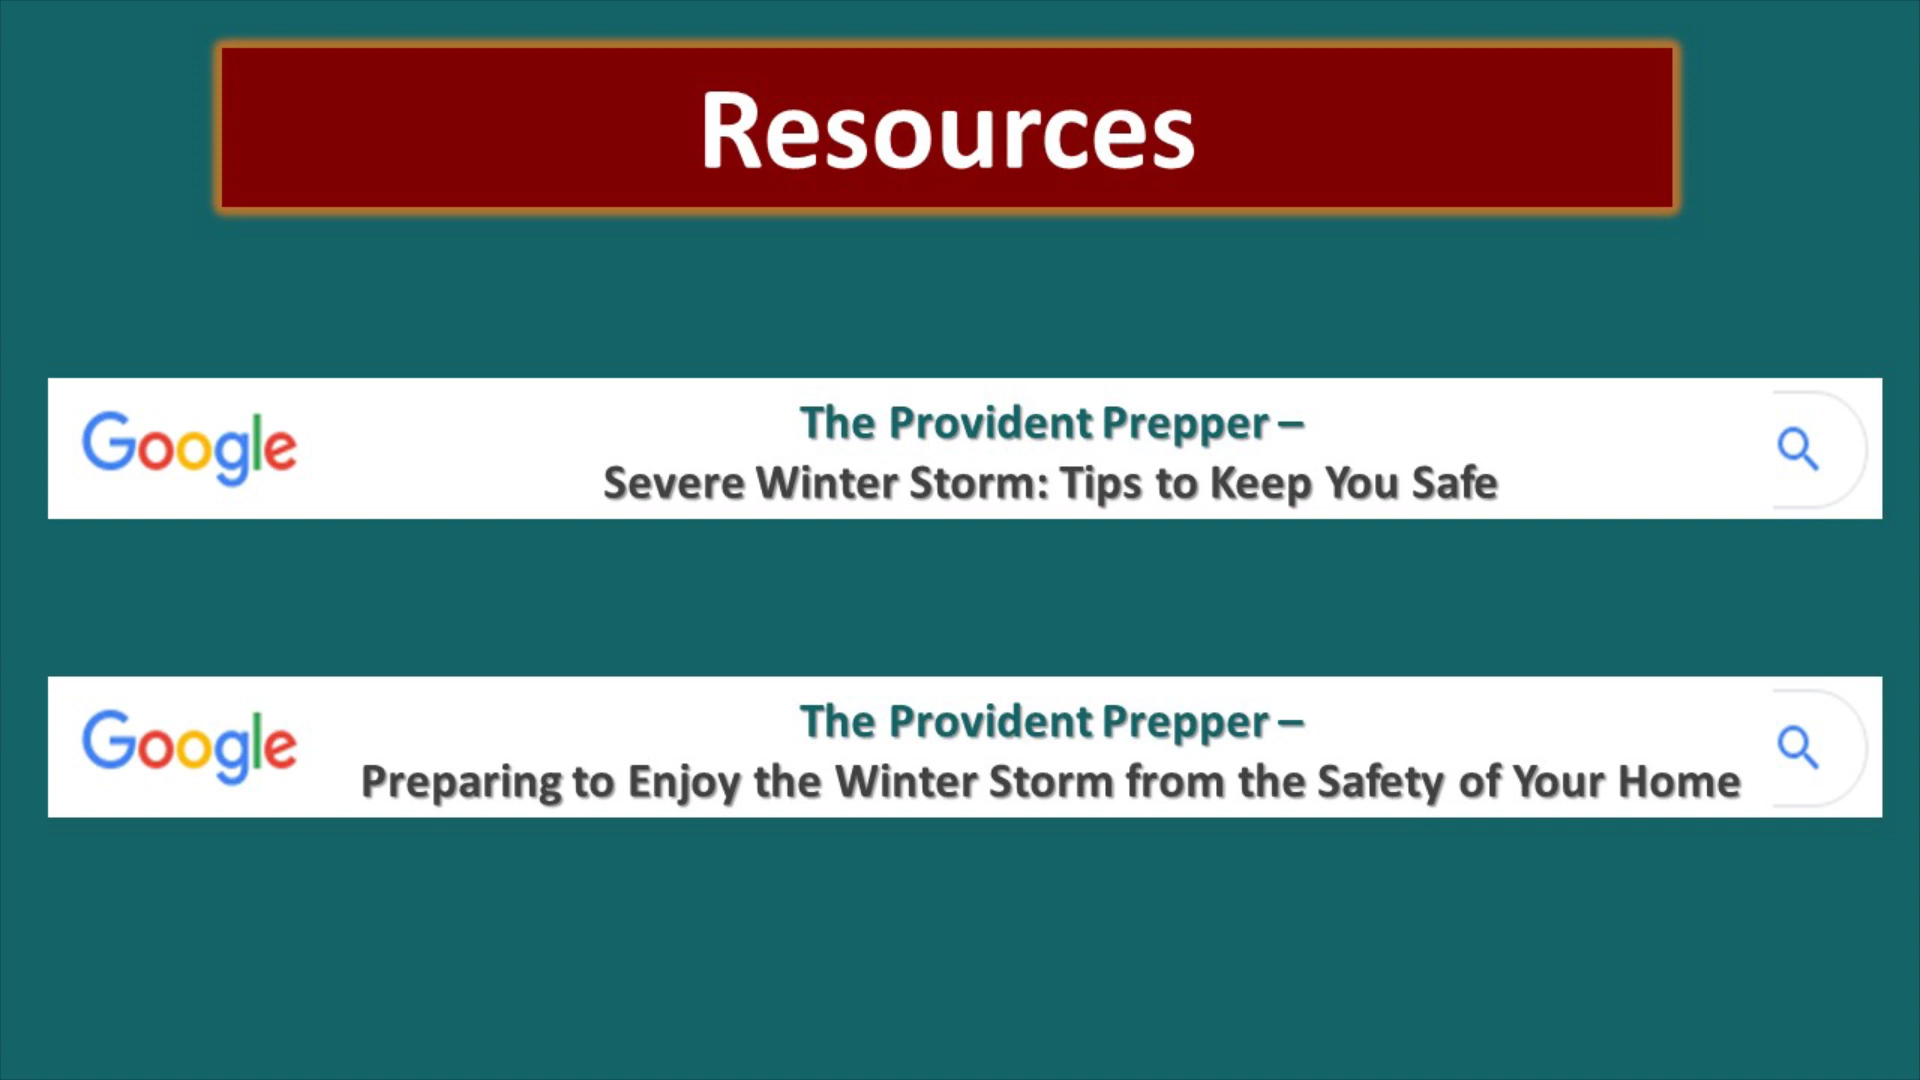 Resources
Google
The Provident Prepper –
Severe Winter Storm: Tips to Keep You Safe
Google
The Provident Prepper –
Preparing to Enjoy the Winter Storm from the Safety of Your Home